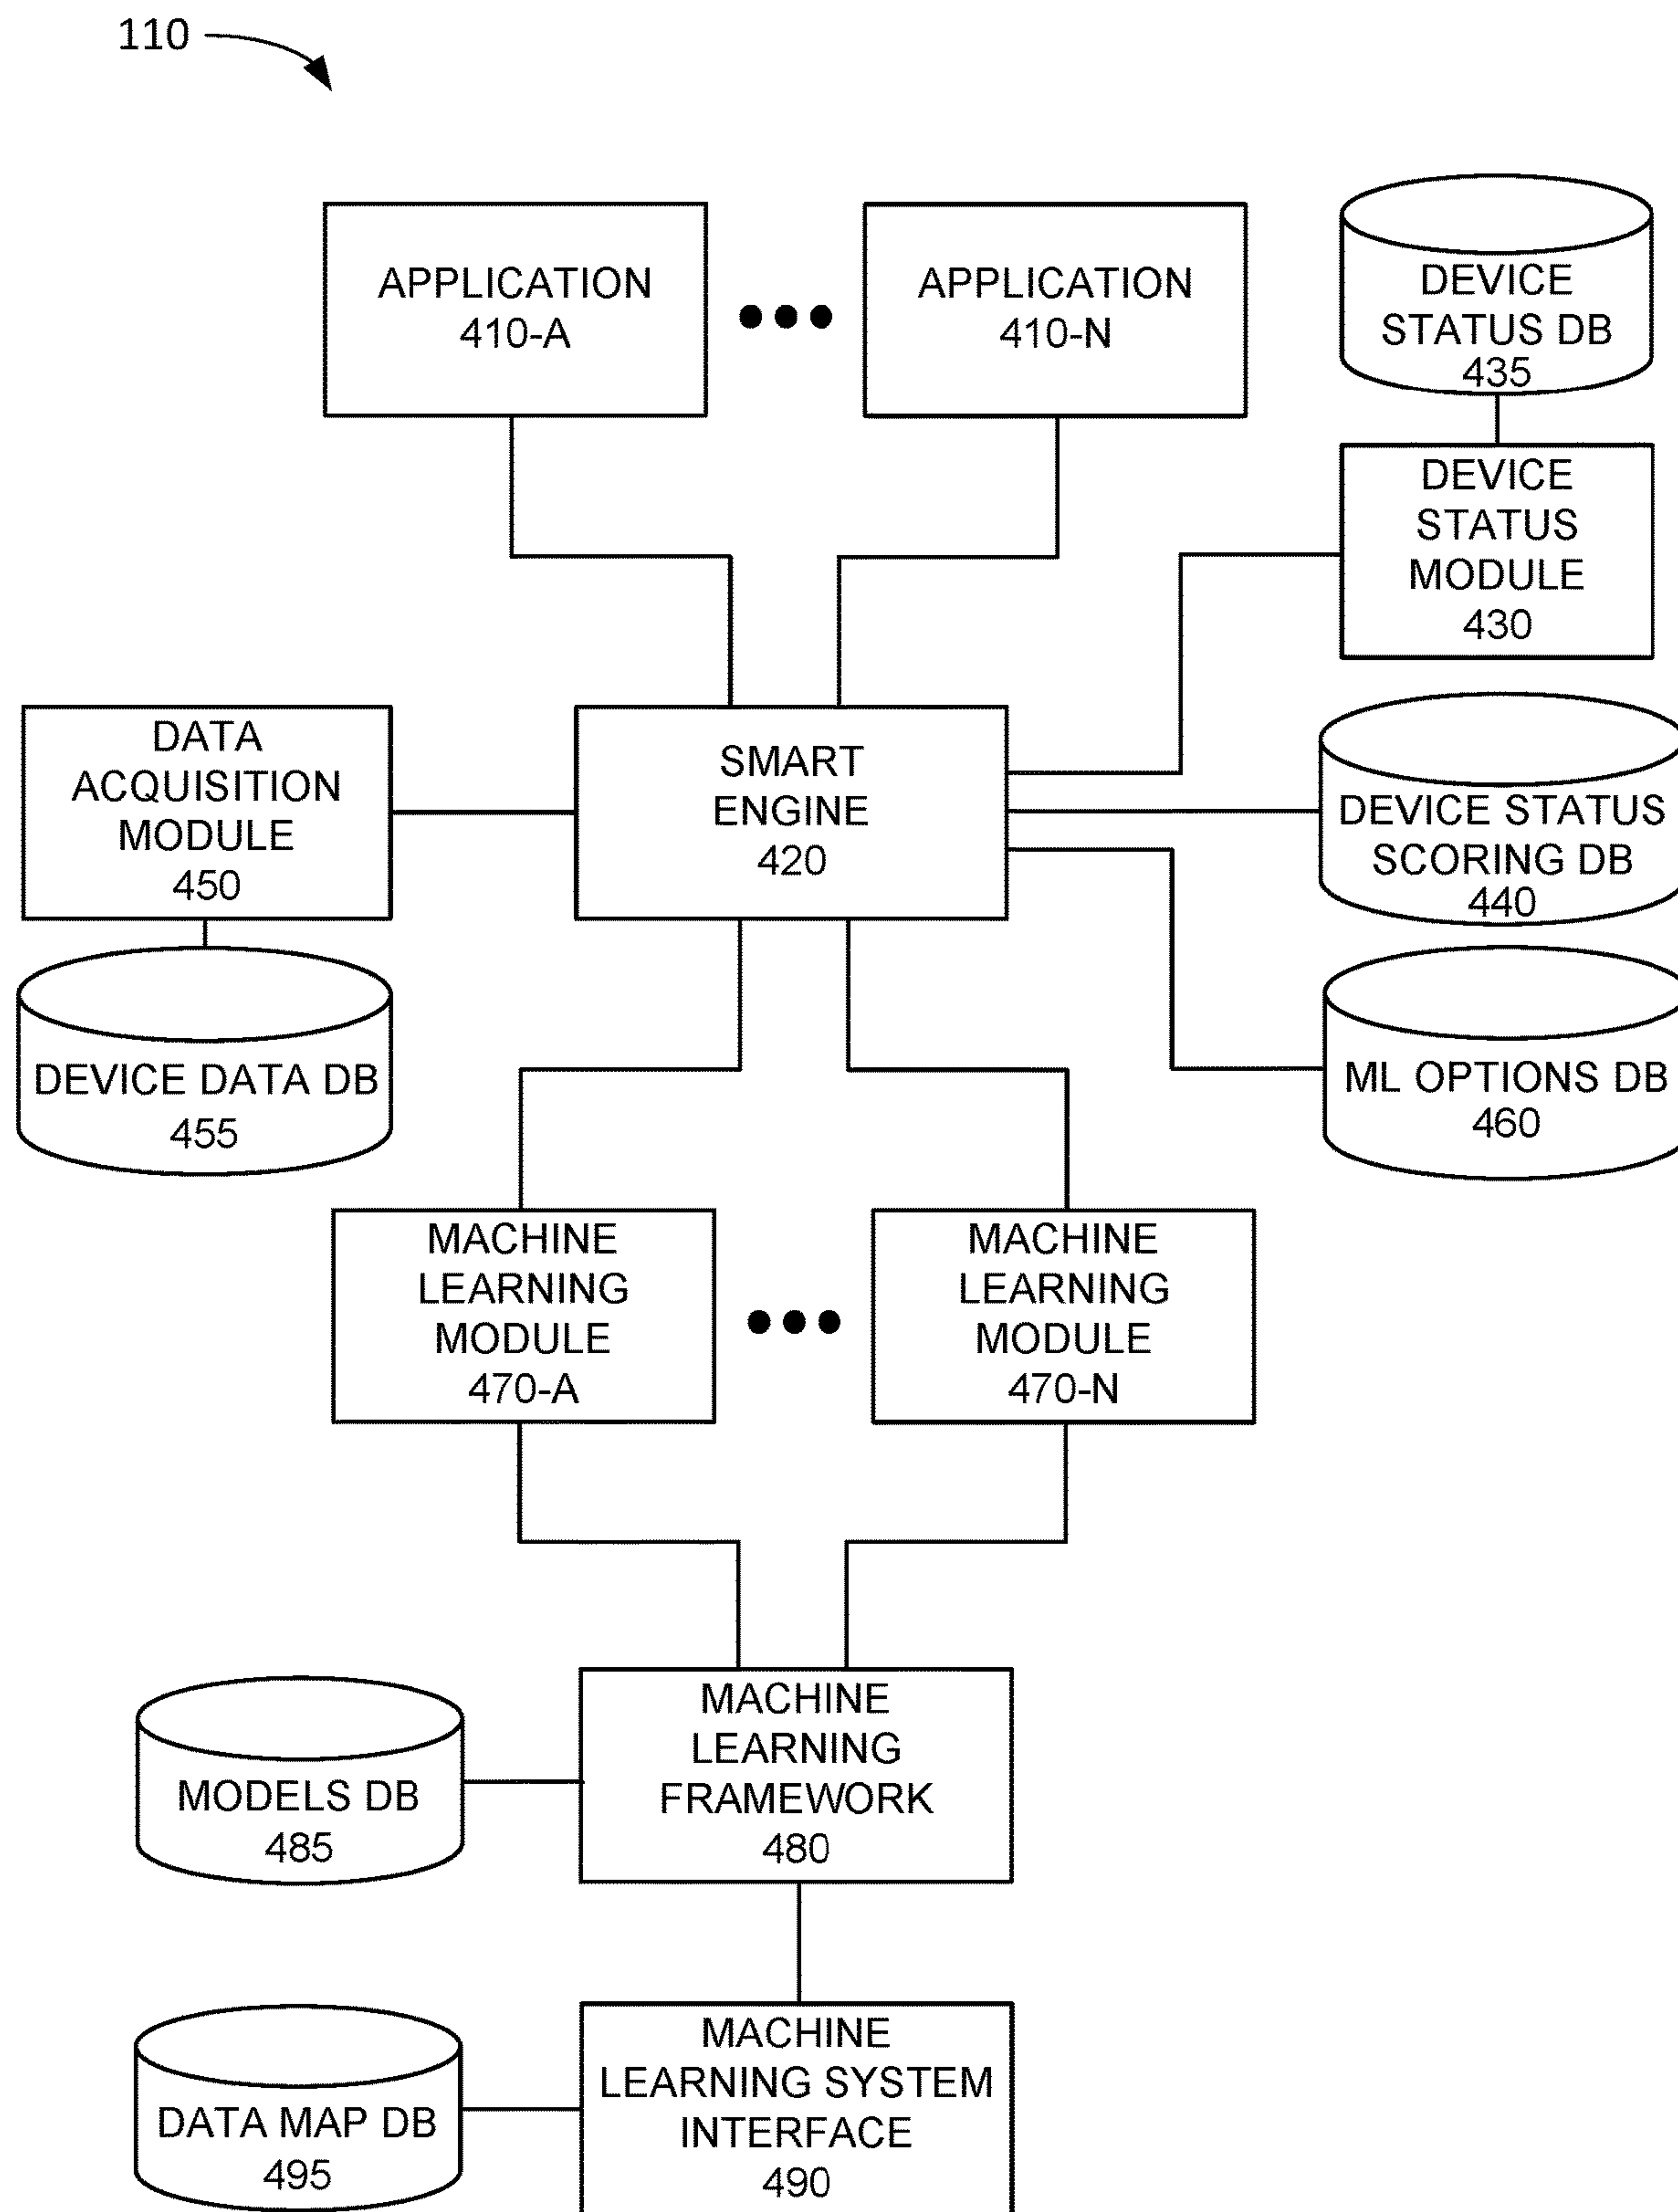 110
APPLICATION
410-A
APPLICATION
410-N
DEVICE
STATUS DB
435
DEVICE
STATUS
MODULE
430
DATA
ACQUISITION
MODULE
450
SMART
ENGINE
420
DEVICE STATUS
SCORING DB
440
DEVICE DATA DB
455
ML OPTIONS DB
460
MACHINE
LEARNING
MODULE
470-A
MACHINE
LEARNING
MODULE
470-N
MODELS DB
485
MACHINE
LEARNING
FRAMEWORK
480
DATA MAP DB
495
MACHINE
LEARNING SYSTEM
INTERFACE
490